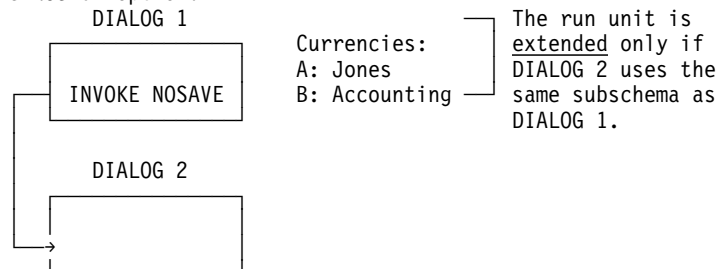 DIALOG 1
INVOKE NOSAVE
Currencies:
A: Jones
B: Accounting
The run unit is
extended only if
DIALOG 2 uses the
same subschema as
DIALOG 1.
DIALOG 2